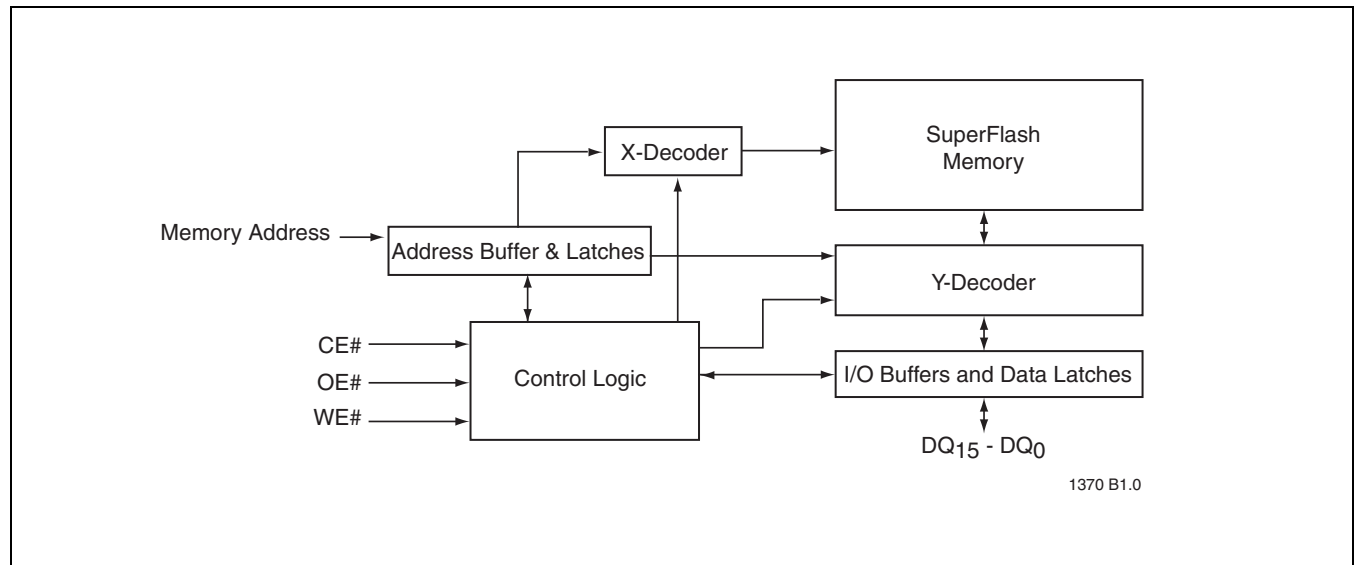 SuperFlash
Memory
X-Decoder
Memory Address
Address Buffer & Latches
Y-Decoder
CE#
OE#
WE#
Control Logic
I/O Buffers and Data Latches
DQ15 - DQ0
1370 B1.0